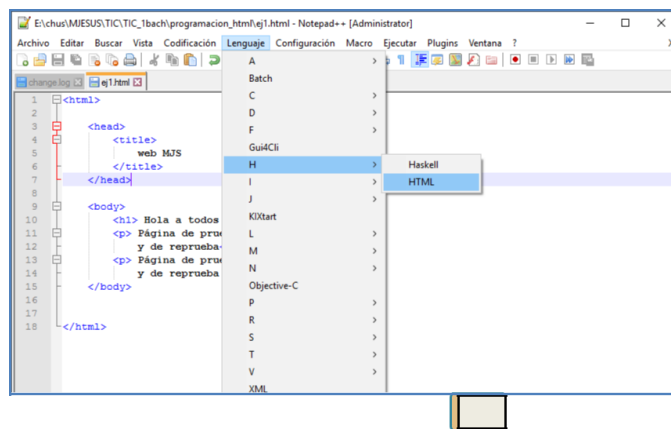 E:\chus\MJESUS\TIC\TIC_1bach\programacion_html\ej1.html - Notepad++ [Administrator]
Archivo Editar Buscar Vista Codificación Lenguaje Configuración Macro Ejecutar Plugins Ventana ?
change.log ej1.html
A
Batch
C
D
F
Gui4Cli
H
I
J
KIXtart
L
M
N
Objective-C
P
R
S
T
V
XML
Haskell
HTML
1 <html>
2
3 <head>
4 <title>
5 web MJS
6 </title>
7 </head>
8
9 <body>
10 <h1> Hola a todos
11 <p> Página de prue
12 y de reprueba<
13 <p> Página de prue
14 y de reprueba
15 </body>
16
17
18 </html>